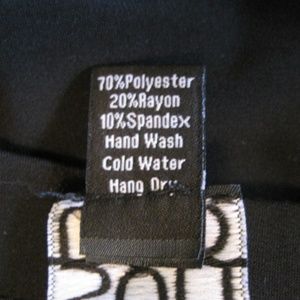 70%Polyester
20%Rayon
10%Spandex
Hand Wash
Cold Water
Hang Dry